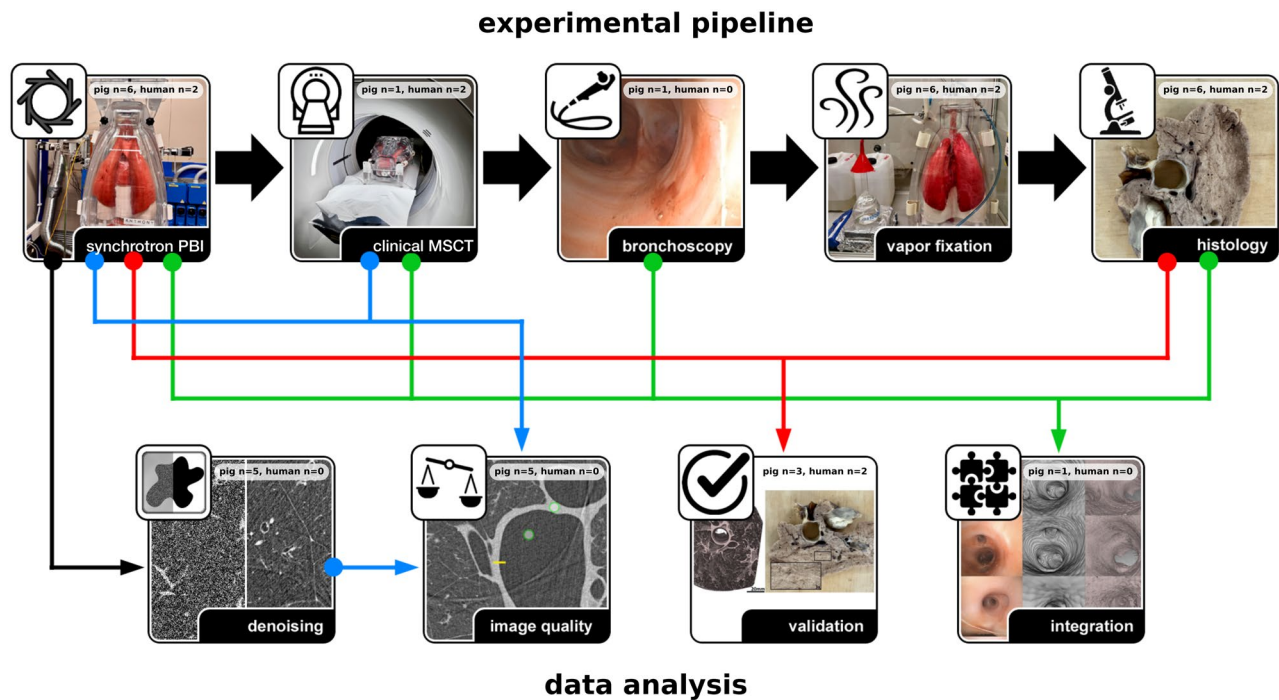 experimental pipeline
pig n=6, human n=2
synchrotron PBI
pig n=1, human n=2
clinical MSCT
pig n=1, human n=0
bronchoscopy
pig n=6, human n=2
vapor fixation
pig n=6, human n=2
histology
pig n=5, human n=0
denoising
pig n=5, human n=0
image quality
pig n=3, human n=2
validation
pig n=1, human n=0
integration
data analysis